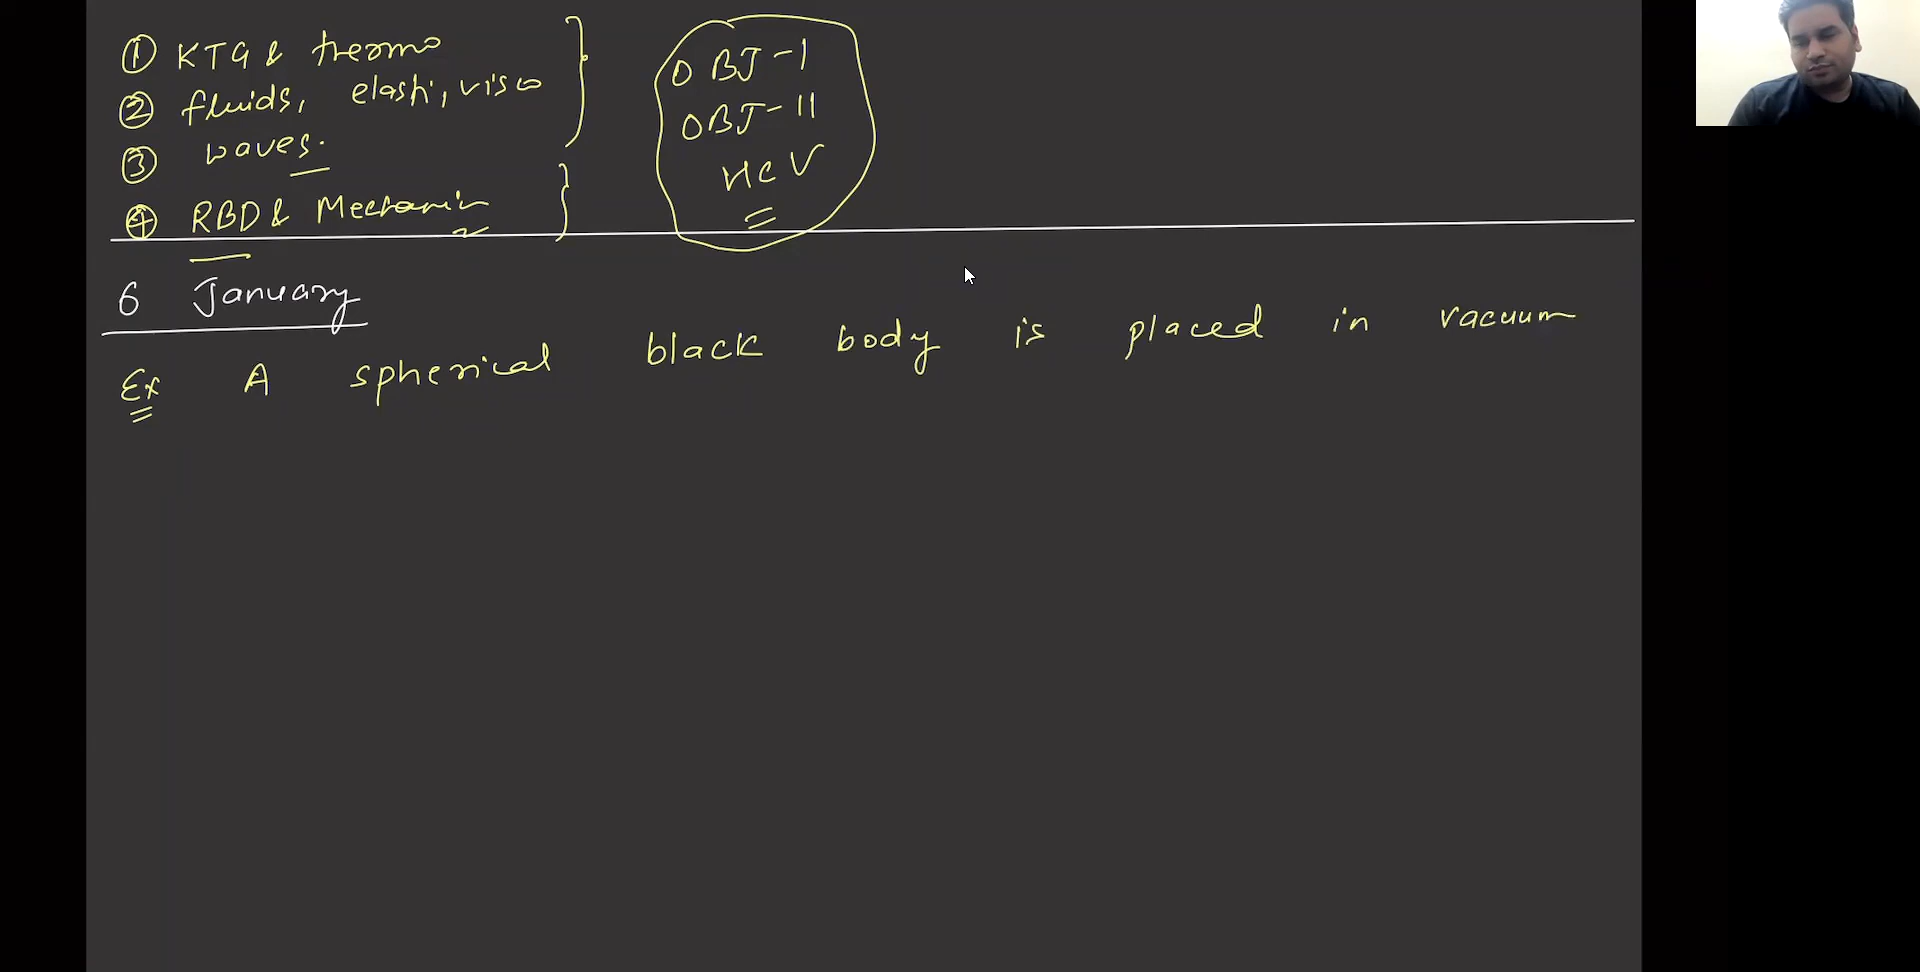 ① KTG & thermo
② fluids, elasti, visco
③ waves.
④ RBD & Mechanin
OBJ-I
OBJ-II
HCV
6 January
Ex A spherical black body is placed in vacuum